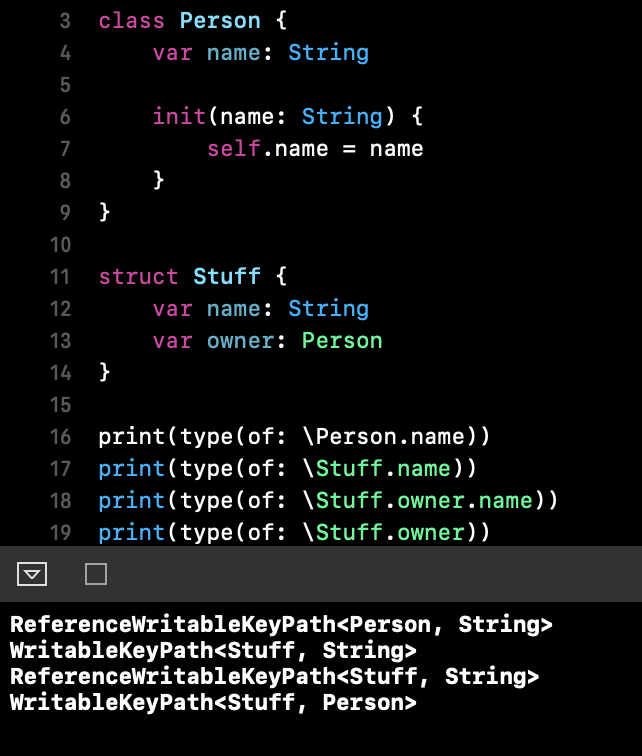 3 class Person {
4     var name: String
5
6     init(name: String) {
7         self.name = name
8     }
9 }
10
11 struct Stuff {
12     var name: String
13     var owner: Person
14 }
15
16 print(type(of: \Person.name))
17 print(type(of: \Stuff.name))
18 print(type(of: \Stuff.owner.name))
19 print(type(of: \Stuff.owner))
ReferenceWritableKeyPath<Person, String>
WritableKeyPath<Stuff, String>
ReferenceWritableKeyPath<Stuff, String>
WritableKeyPath<Stuff, Person>